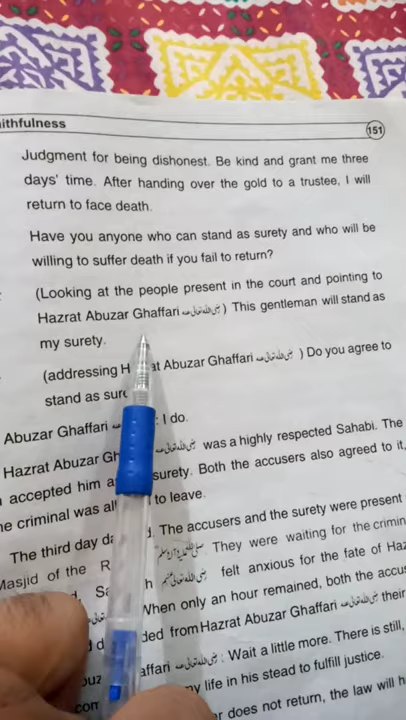 ithfulness
151
Judgment for being dishonest. Be kind and grant me three
days' time. After handing over the gold to a trustee, I will
return to face death.
Have you anyone who can stand as surety and who will be
willing to suffer death if you fail to return?
(Looking at the people present in the court and pointing to
Hazrat Abuzar Ghaffari رضی اللہ تعالیٰ عنہ) This gentleman will stand as
my surety.
(addressing H at Abuzar Ghaffari رضی اللہ تعالیٰ عنہ) Do you agree to
stand as sure
Abuzar Ghaffari : I do.
Hazrat Abuzar Gh رضی اللہ تعالیٰ عنہ was a highly respected Sahabi. The
accepted him a surety. Both the accusers also agreed to it,
he criminal was all to leave.
The third day da d. The accusers and the surety were present
Masjid of the R They were waiting for the crimin
Sa h felt anxious for the fate of Haz
When only an hour remained, both the accus
d d ded from Hazrat Abuzar Ghaffari رضی اللہ تعالیٰ عنہ their
ouz affari رضی اللہ تعالیٰ عنہ : Wait a little more. There is still,
con ny life in his stead to fulfill justice.
er does not return, the law will h